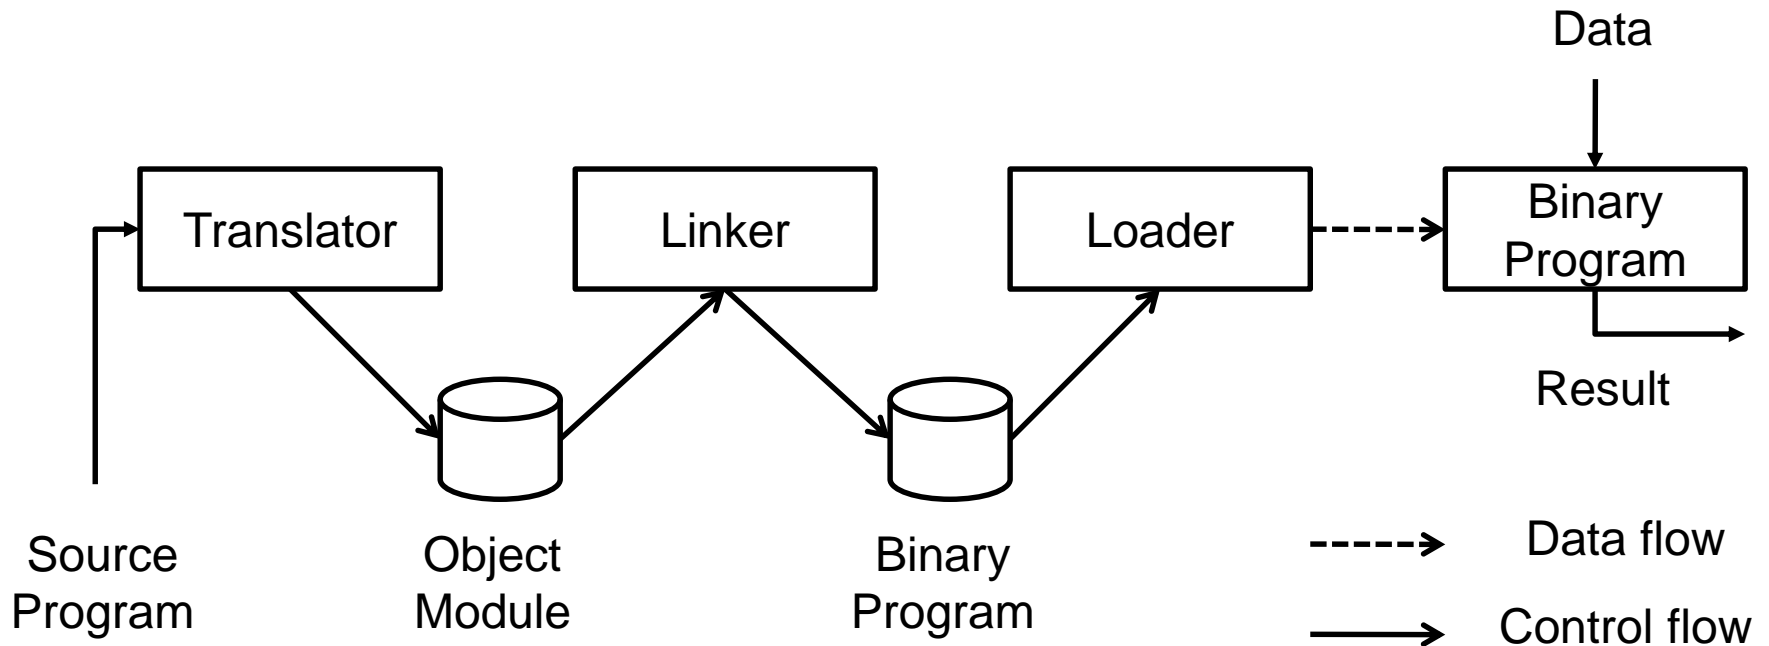 Data
Translator
Linker
Loader
Binary
Program
Result
Source
Program
Object
Module
Binary
Program
Data flow
Control flow